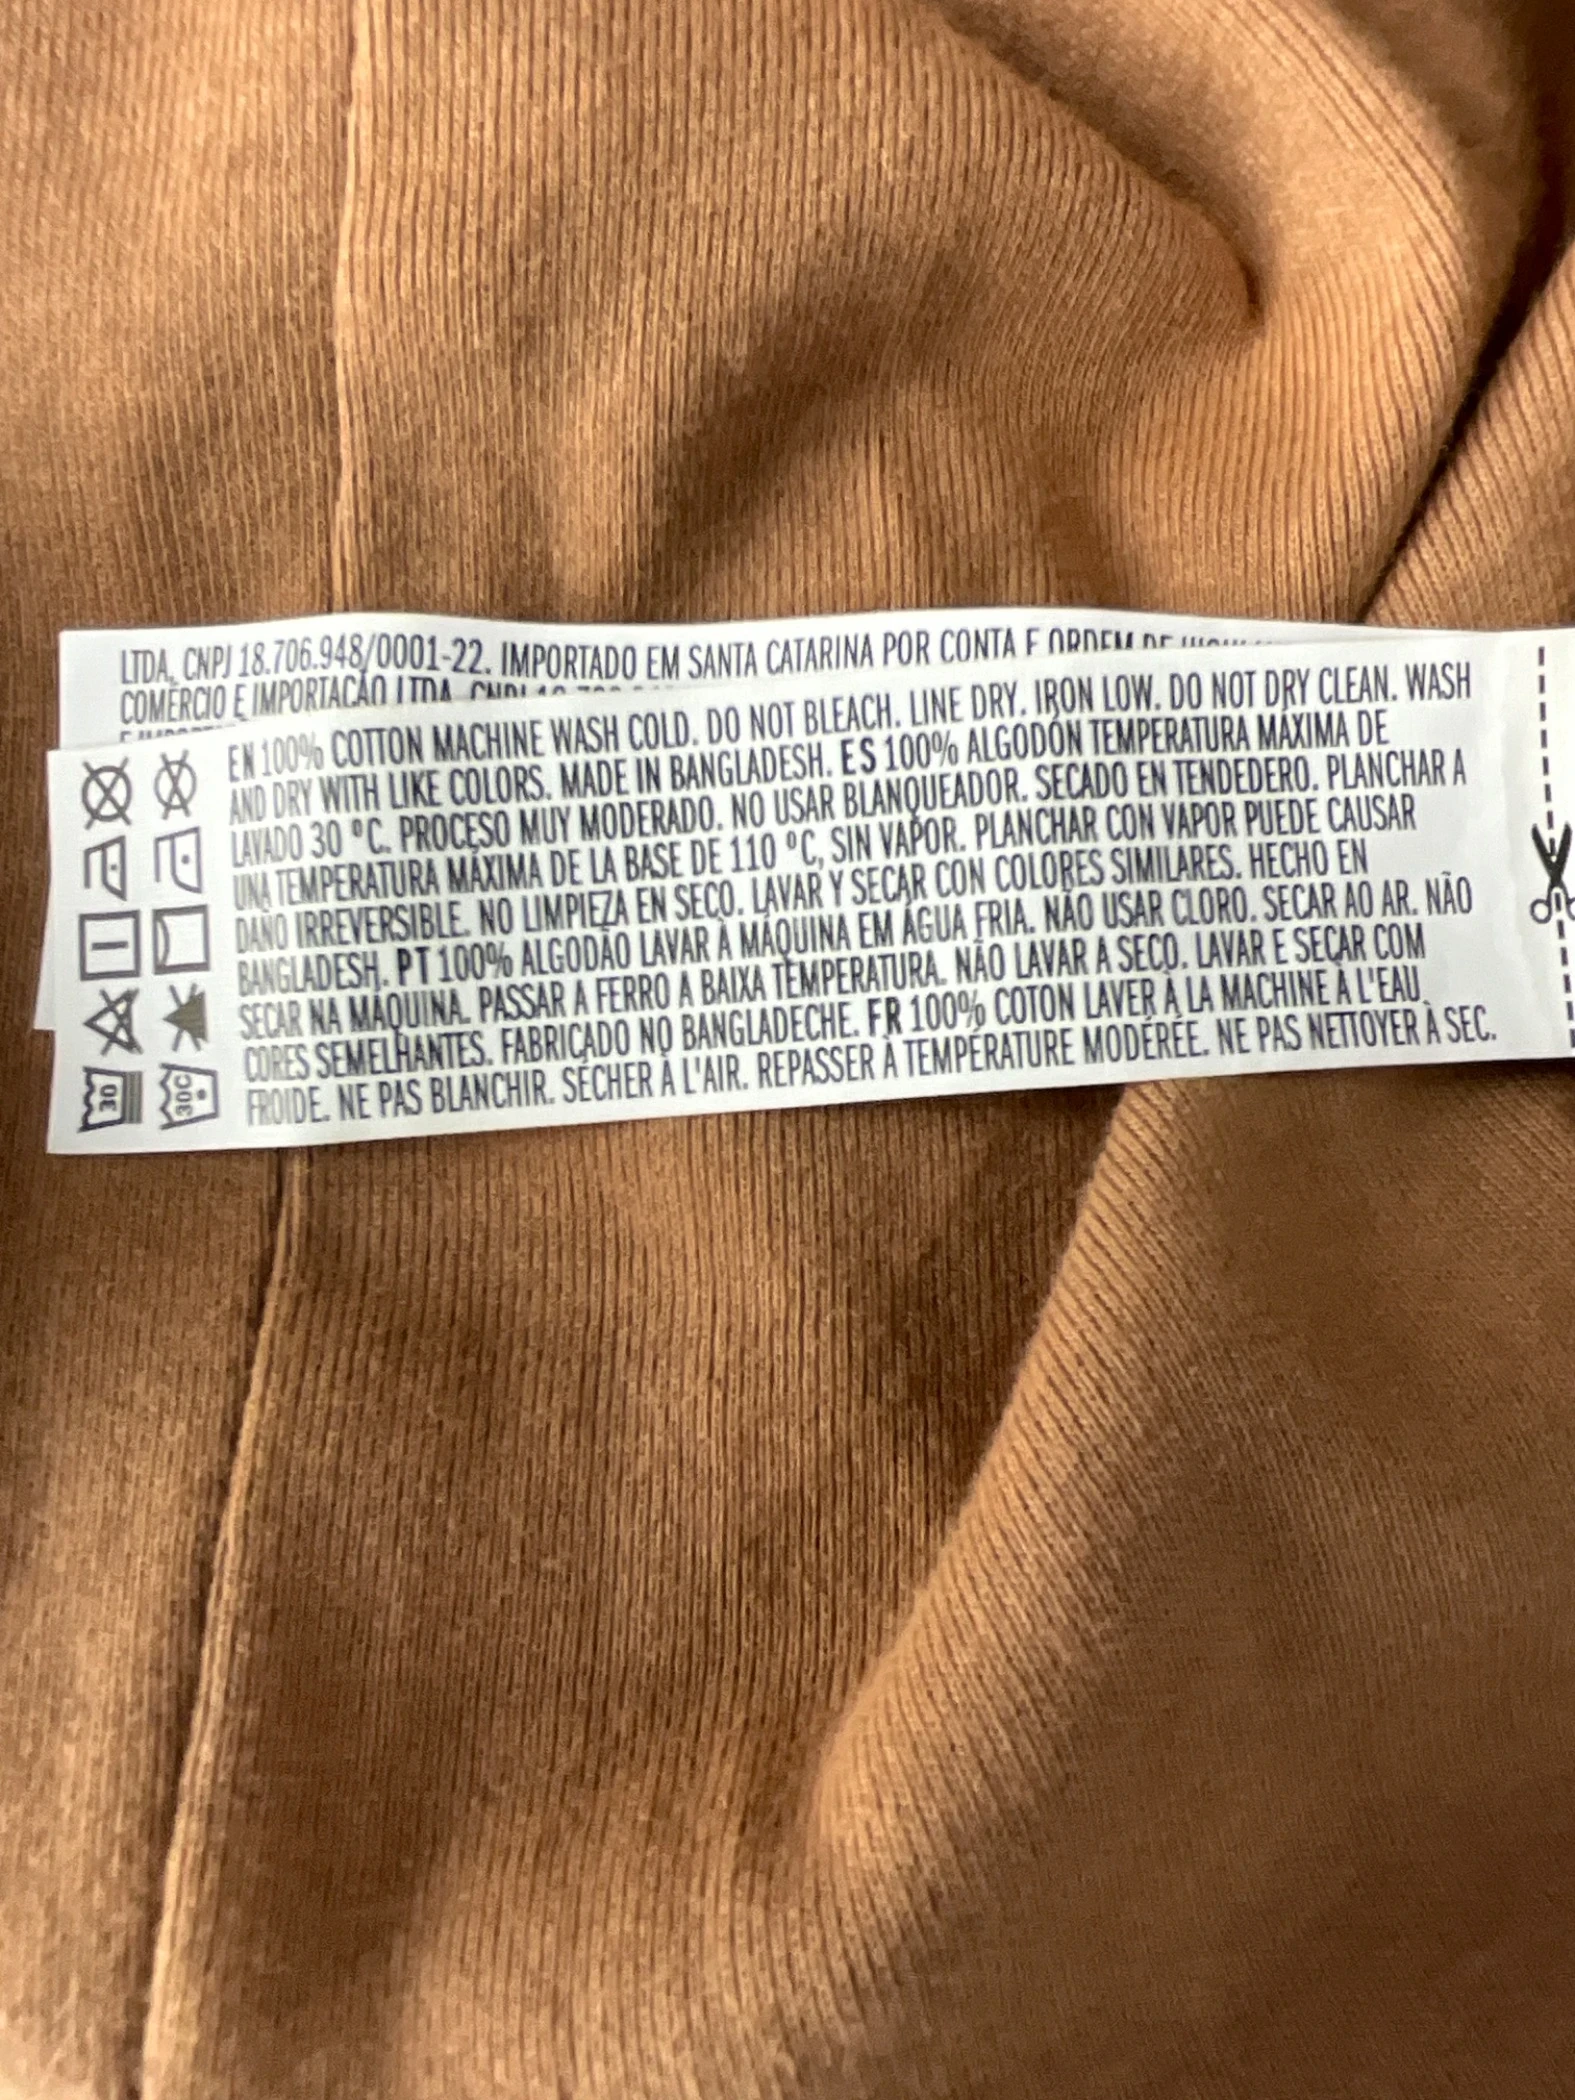 LTDA, CNPJ 18.706.948/0001-22. IMPORTADO EM SANTA CATARINA POR CONTA E ORDEM DE
COMÉRCIO E IMPORTAÇÃO LTDA, CNPJ
EN 100% COTTON MACHINE WASH COLD. DO NOT BLEACH. LINE DRY. IRON LOW. DO NOT DRY CLEAN. WASH
AND DRY WITH LIKE COLORS. MADE IN BANGLADESH. ES 100% ALGODÓN TEMPERATURA MÁXIMA DE
LAVADO 30 °C. PROCESO MUY MODERADO. NO USAR BLANQUEADOR. SECADO EN TENDEDERO. PLANCHAR A
UNA TEMPERATURA MÁXIMA DE LA BASE DE 110 °C, SIN VAPOR. PLANCHAR CON VAPOR PUEDE CAUSAR
DAÑO IRREVERSIBLE. NO LIMPIEZA EN SECO. LAVAR Y SECAR CON COLORES SIMILARES. HECHO EN
BANGLADESH. PT 100% ALGODÃO LAVAR À MÁQUINA EM ÁGUA FRIA. NÃO USAR CLORO. SECAR AO AR. NÃO
SECAR NA MÁQUINA. PASSAR A FERRO A BAIXA TEMPERATURA. NÃO LAVAR A SECO. LAVAR E SECAR COM
CORES SEMELHANTES. FABRICADO NO BANGLADECHE. FR 100% COTON LAVER À LA MACHINE À L'EAU
FROIDE. NE PAS BLANCHIR. SÉCHER À L'AIR. REPASSER À TEMPÉRATURE MODÉRÉE. NE PAS NETTOYER À SEC.
30
30C